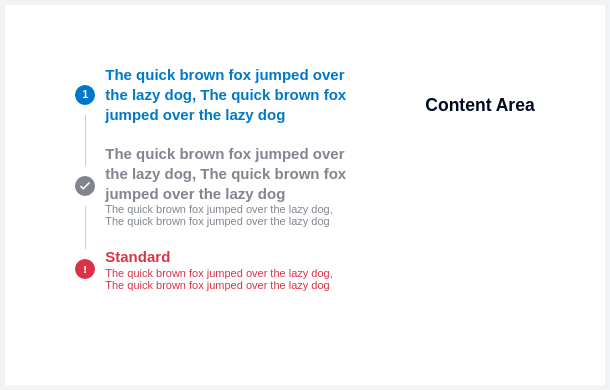 1
The quick brown fox jumped over
the lazy dog, The quick brown fox
jumped over the lazy dog
The quick brown fox jumped over
the lazy dog, The quick brown fox
jumped over the lazy dog
The quick brown fox jumped over the lazy dog,
The quick brown fox jumped over the lazy dog
!
Standard
The quick brown fox jumped over the lazy dog,
The quick brown fox jumped over the lazy dog
Content Area